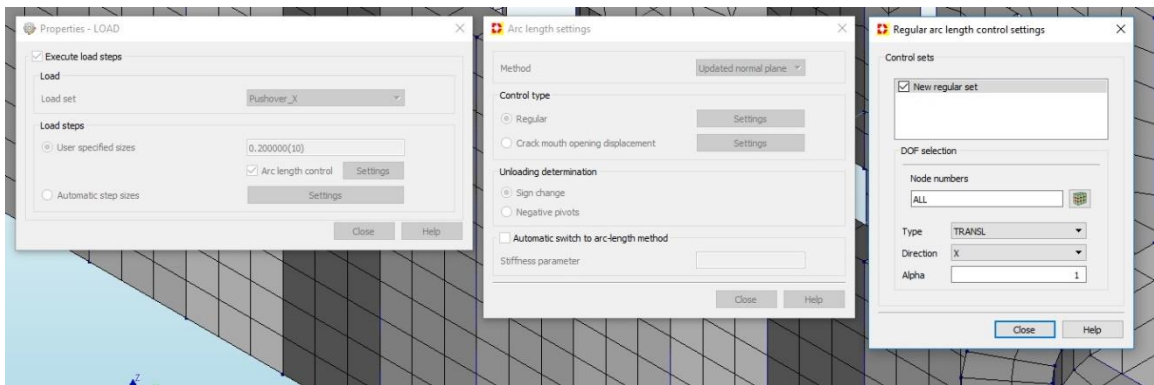 Properties - LOAD
Execute load steps
Load
Load set
Pushover_X
Load steps
User specified sizes
0.200000(10)
Arc length control
Settings
Automatic step sizes
Settings
Close
Help
Arc length settings
Method
Updated normal plane
Control type
Regular
Settings
Crack mouth opening displacement
Settings
Unloading determination
Sign change
Negative pivots
Automatic switch to arc-length method
Stiffness parameter
Close
Help
Regular arc length control settings
Control sets
New regular set
DOF selection
Node numbers
ALL
Type
TRANSL
Direction
X
Alpha
1
Close
Help
Z